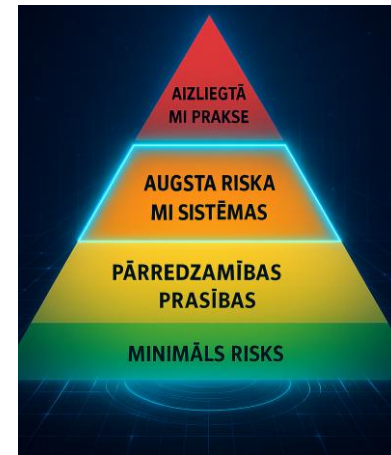 AIZLIEGTĀ
MI PRAKSE
AUGSTA RISKA
MI SISTĒMAS
PĀRREDZAMĪBAS
PRASĪBAS
MINIMĀLS RISKS